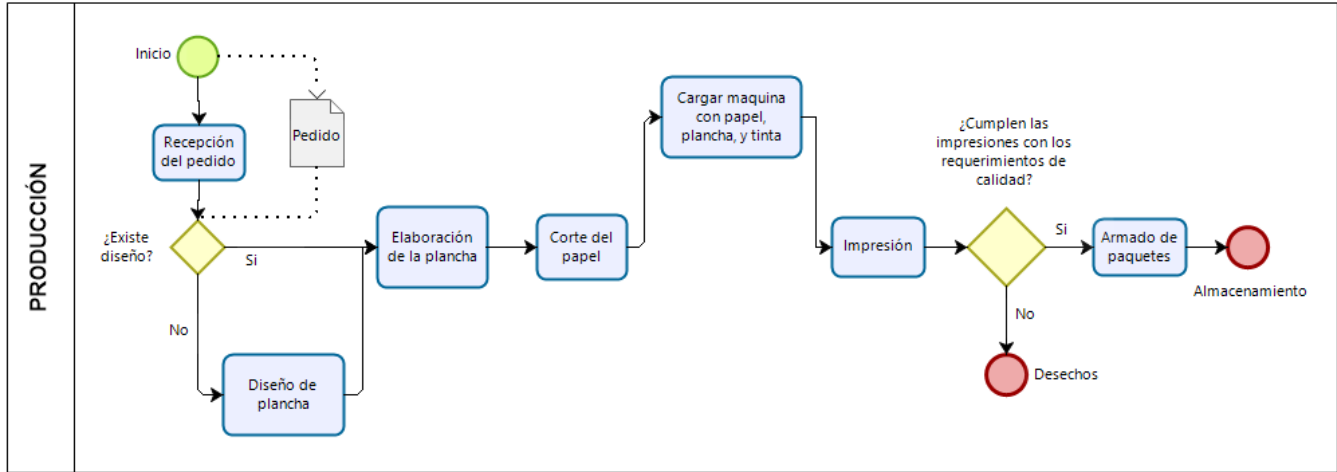 PRODUCCIÓN
Inicio
Pedido
Recepción
del pedido
¿Existe
diseño?
Si
No
Diseño de
plancha
Elaboración
de la plancha
Corte del
papel
Cargar maquina
con papel,
plancha, y tinta
Impresión
¿Cumplen las
impresiones con los
requerimientos de
calidad?
Si
No
Armado de
paquetes
Almacenamiento
Desechos